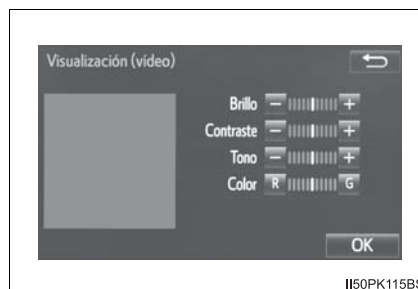 Visualización (vídeo)
Brillo - +
Contraste - +
Tono - +
Color R G
OK
II50PK115BS